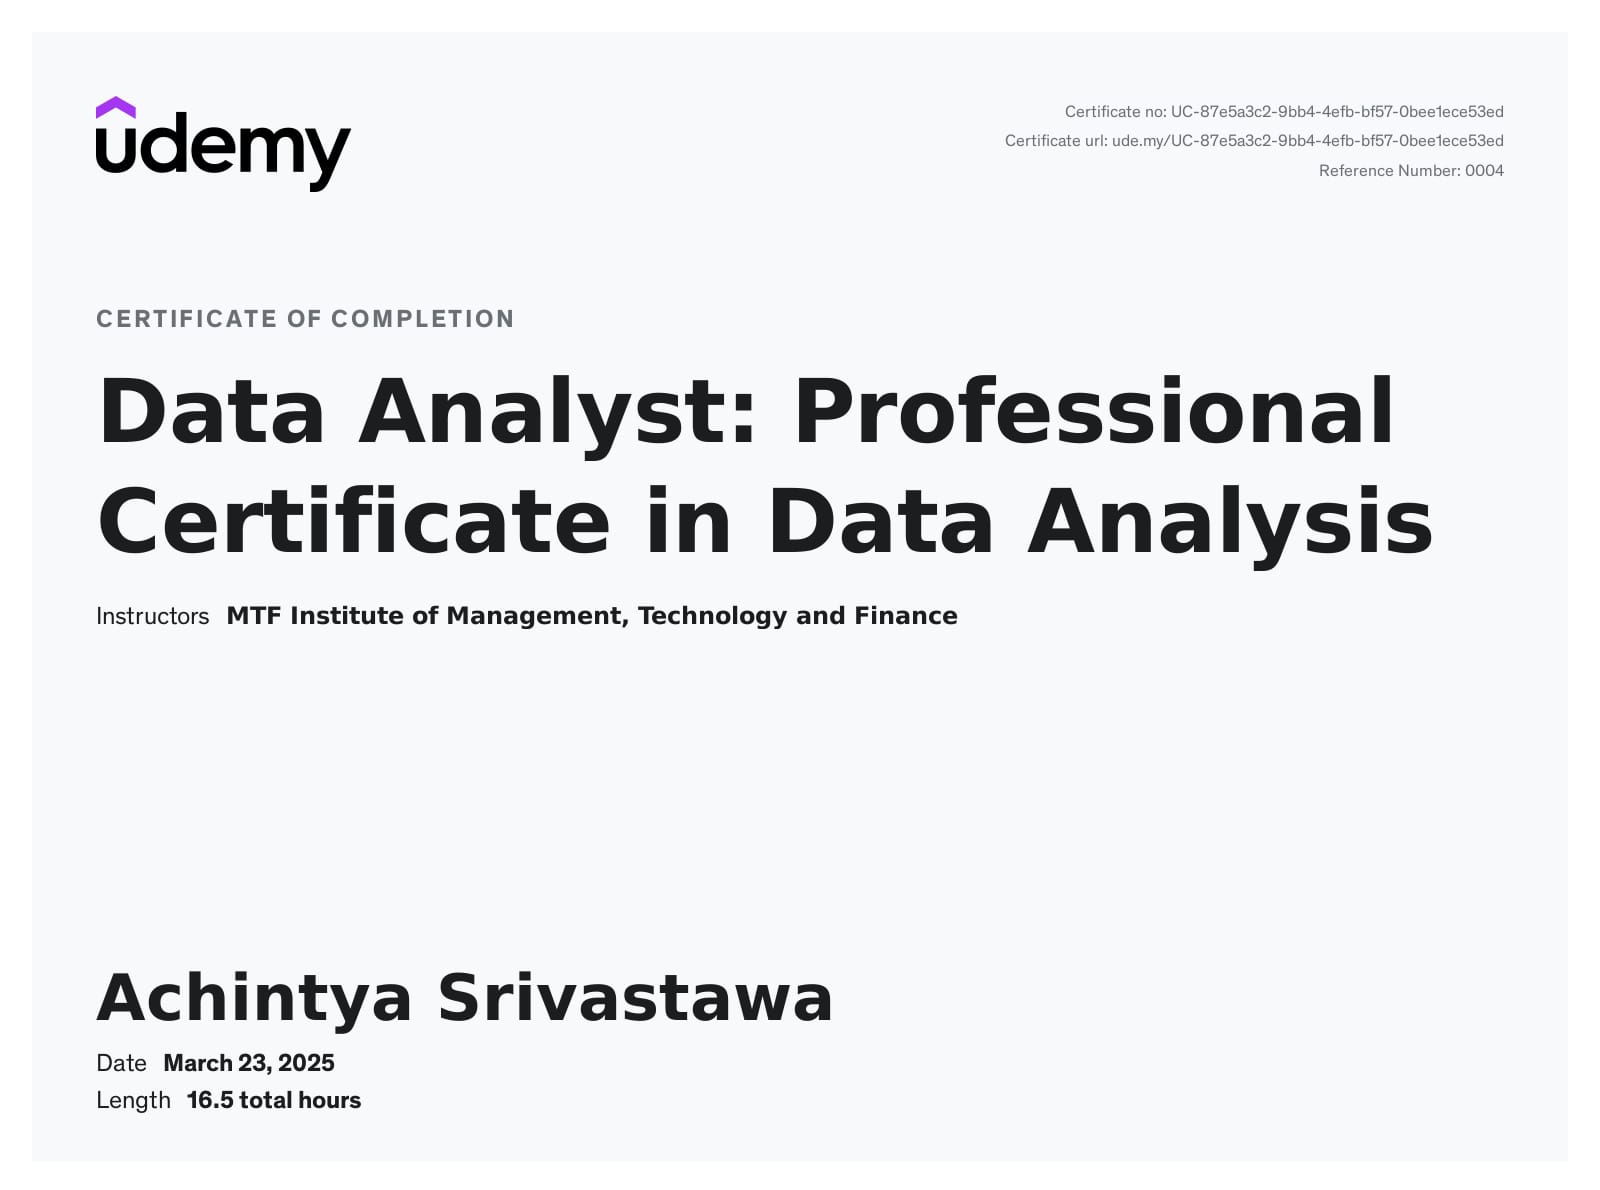 udemy
Certificate no: UC-87e5a3c2-9bb4-4efb-bf57-0bee1ece53ed
Certificate url: ude.my/UC-87e5a3c2-9bb4-4efb-bf57-0bee1ece53ed
Reference Number: 0004
CERTIFICATE OF COMPLETION
Data Analyst: Professional
Certificate in Data Analysis
Instructors MTF Institute of Management, Technology and Finance
Achintya Srivastawa
Date March 23, 2025
Length 16.5 total hours